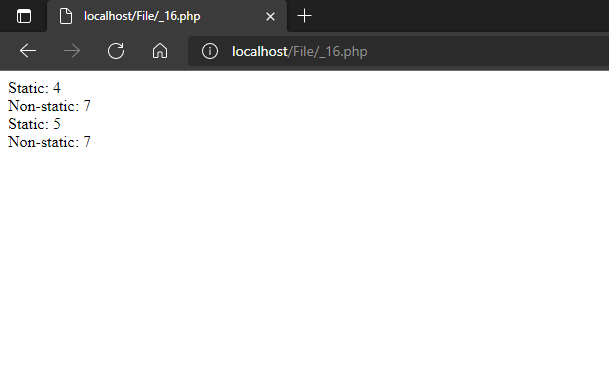 localhost/File/_16.php
localhost/File/_16.php
Static: 4
Non-static: 7
Static: 5
Non-static: 7